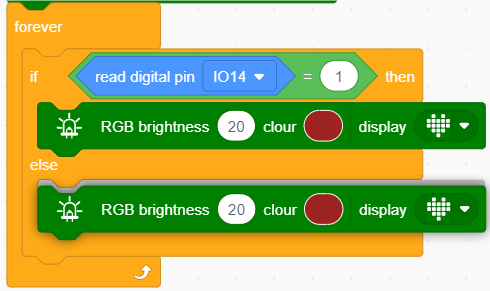 forever
if read digital pin IO14 = 1 then
RGB brightness 20 clour display
else
RGB brightness 20 clour display